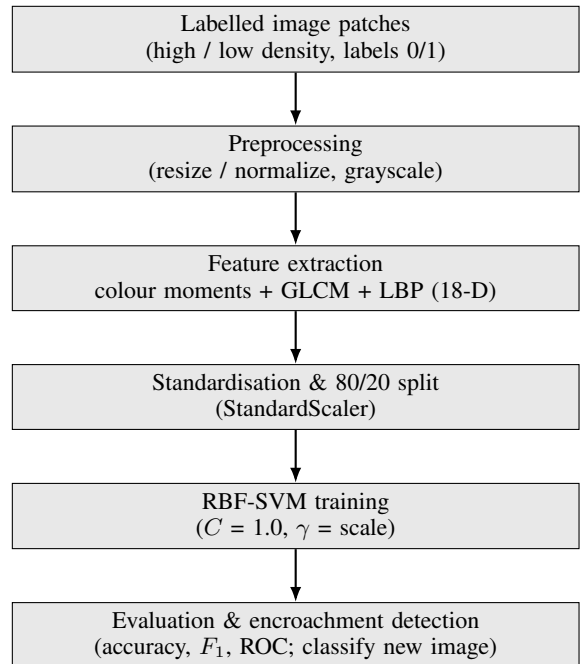 Labelled image patches
(high / low density, labels 0/1)
Preprocessing
(resize / normalize, grayscale)
Feature extraction
colour moments + GLCM + LBP (18-D)
Standardisation & 80/20 split
(StandardScaler)
RBF-SVM training
(C = 1.0, γ = scale)
Evaluation & encroachment detection
(accuracy, F₁, ROC; classify new image)